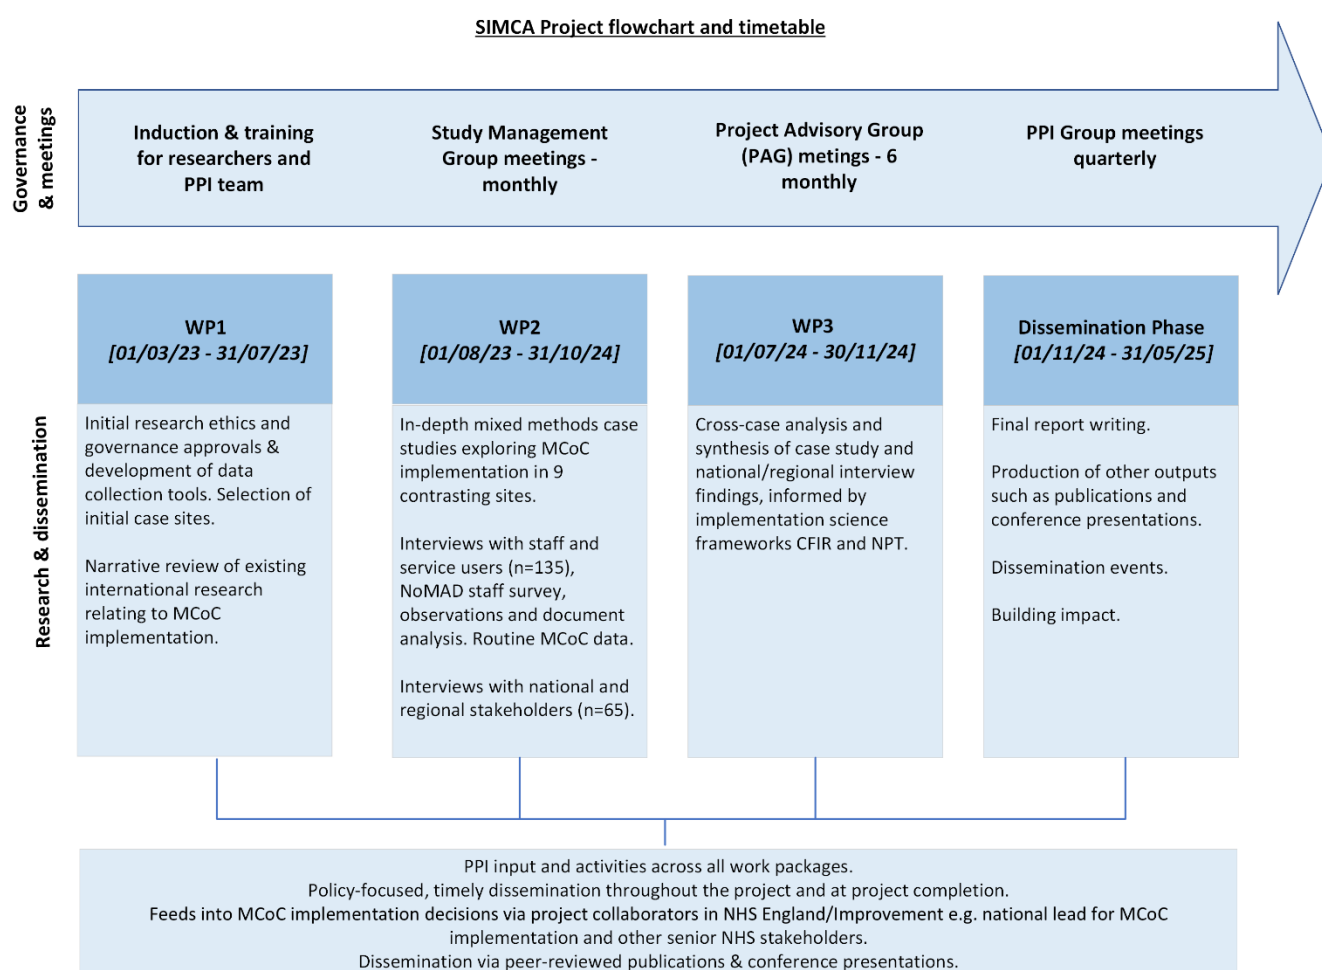 SIMCA Project flowchart and timetable
Governance
& meetings
Induction & training
for researchers and
PPI team
Study Management
Group meetings -
monthly
Project Advisory Group
(PAG) metings - 6
monthly
PPI Group meetings
quarterly
Research & dissemination
WP1
[01/03/23 - 31/07/23]
Initial research ethics and
governance approvals &
development of data
collection tools. Selection of
initial case sites.
Narrative review of existing
international research
relating to MCoC
implementation.
WP2
[01/08/23 - 31/10/24]
In-depth mixed methods case
studies exploring MCoC
implementation in 9
contrasting sites.
Interviews with staff and
service users (n=135),
NoMAD staff survey,
observations and document
analysis. Routine MCoC data.
Interviews with national and
regional stakeholders (n=65).
WP3
[01/07/24 - 30/11/24]
Cross-case analysis and
synthesis of case study and
national/regional interview
findings, informed by
implementation science
frameworks CFIR and NPT.
Dissemination Phase
[01/11/24 - 31/05/25]
Final report writing.
Production of other outputs
such as publications and
conference presentations.
Dissemination events.
Building impact.
PPI input and activities across all work packages.
Policy-focused, timely dissemination throughout the project and at project completion.
Feeds into MCoC implementation decisions via project collaborators in NHS England/Improvement e.g. national lead for MCoC
implementation and other senior NHS stakeholders.
Dissemination via peer-reviewed publications & conference presentations.